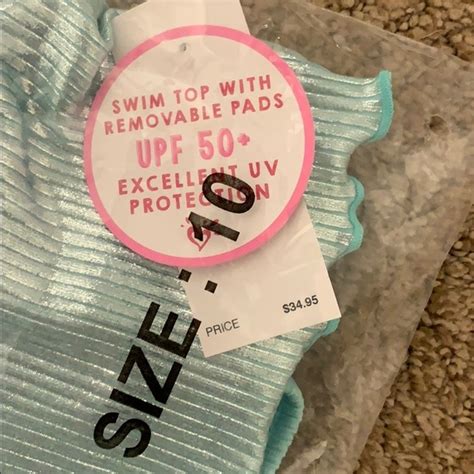 SWIM TOP WITH
REMOVABLE PADS
UPF 50+
EXCELLENT UV
PROTECTION
SIZE: 10
PRICE
$34.95